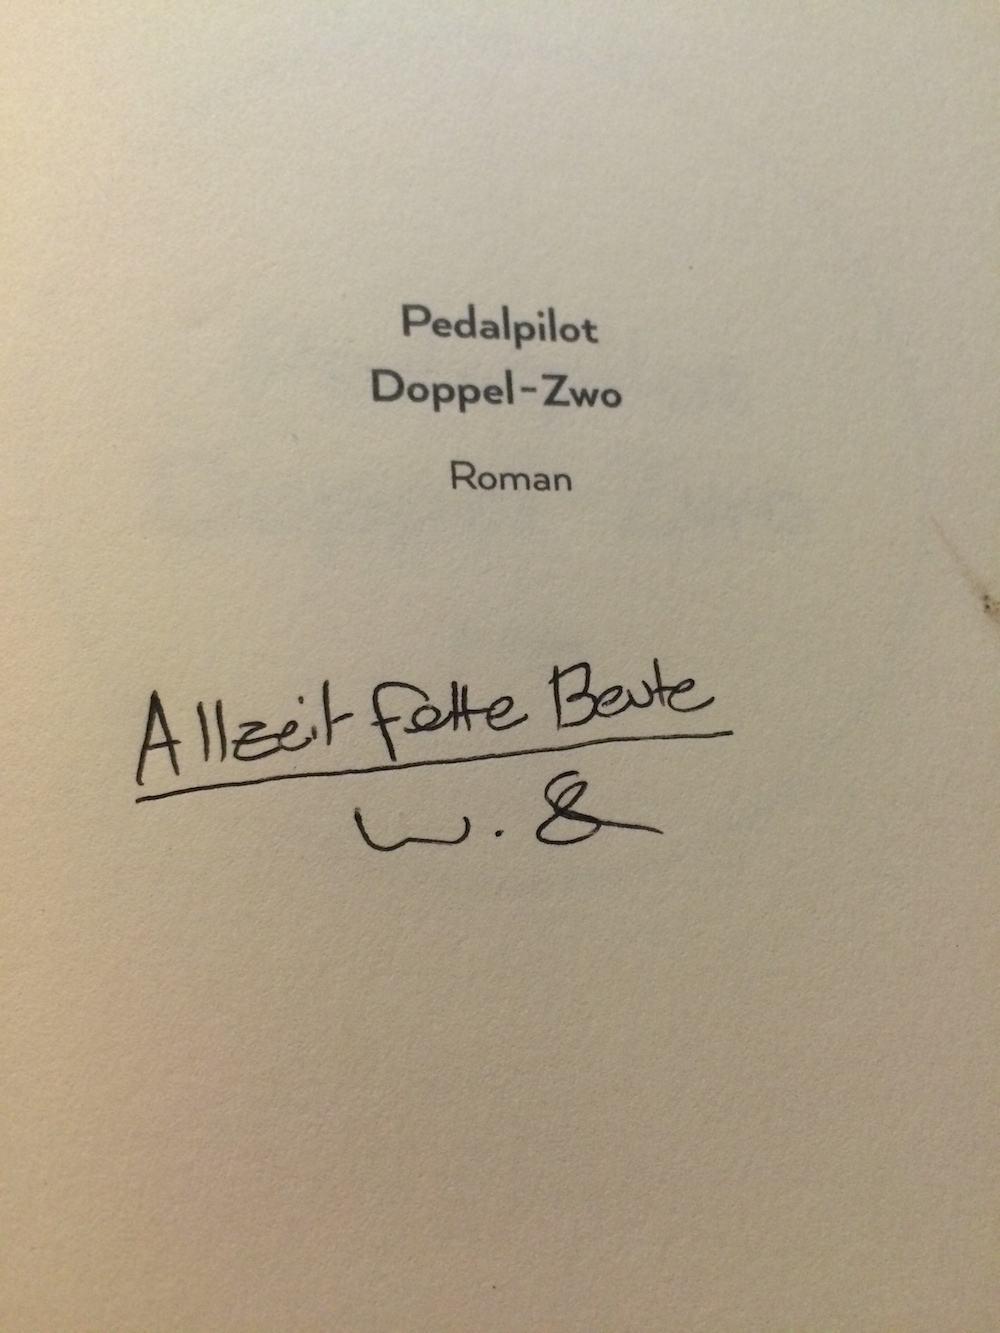 Pedalpilot
Doppel-Zwo
Roman
Allzeit fette Beute
W.